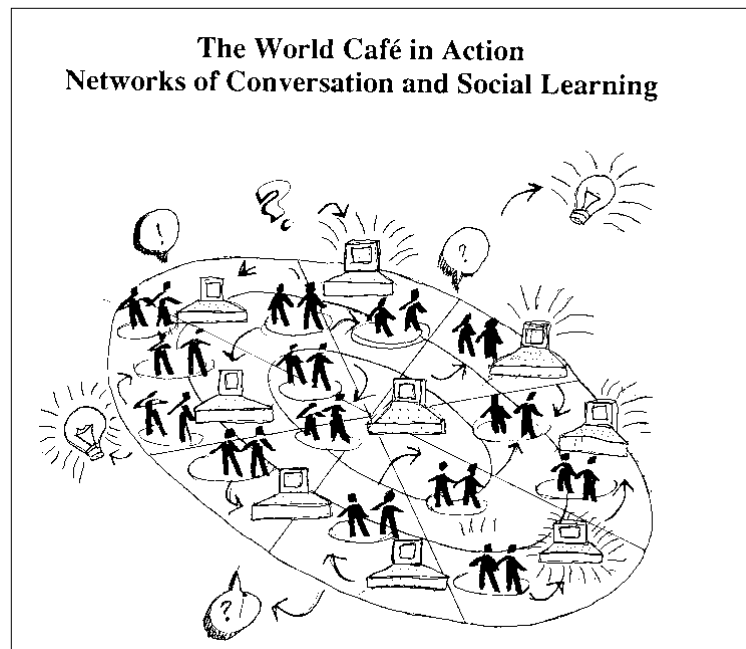 The World Café in Action
Networks of Conversation and Social Learning
!
?
?
?